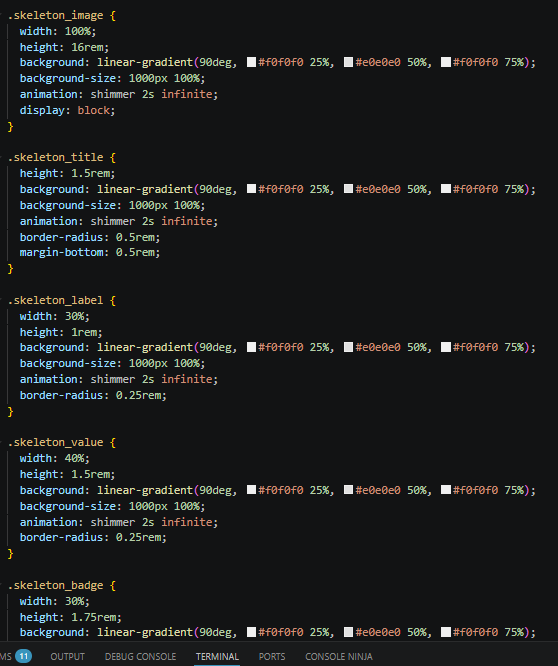 .skeleton_image {
width: 100%;
height: 16rem;
background: linear-gradient(90deg, #f0f0f0 25%, #e0e0e0 50%, #f0f0f0 75%);
background-size: 1000px 100%;
animation: shimmer 2s infinite;
display: block;
}
.skeleton_title {
height: 1.5rem;
background: linear-gradient(90deg, #f0f0f0 25%, #e0e0e0 50%, #f0f0f0 75%);
background-size: 1000px 100%;
animation: shimmer 2s infinite;
border-radius: 0.5rem;
margin-bottom: 0.5rem;
}
.skeleton_label {
width: 30%;
height: 1rem;
background: linear-gradient(90deg, #f0f0f0 25%, #e0e0e0 50%, #f0f0f0 75%);
background-size: 1000px 100%;
animation: shimmer 2s infinite;
border-radius: 0.25rem;
}
.skeleton_value {
width: 40%;
height: 1.5rem;
background: linear-gradient(90deg, #f0f0f0 25%, #e0e0e0 50%, #f0f0f0 75%);
background-size: 1000px 100%;
animation: shimmer 2s infinite;
border-radius: 0.25rem;
}
.skeleton_badge {
width: 30%;
height: 1.75rem;
background: linear-gradient(90deg, #f0f0f0 25%, #e0e0e0 50%, #f0f0f0 75%);
MS 11 OUTPUT DEBUG CONSOLE TERMINAL PORTS CONSOLE NINJA